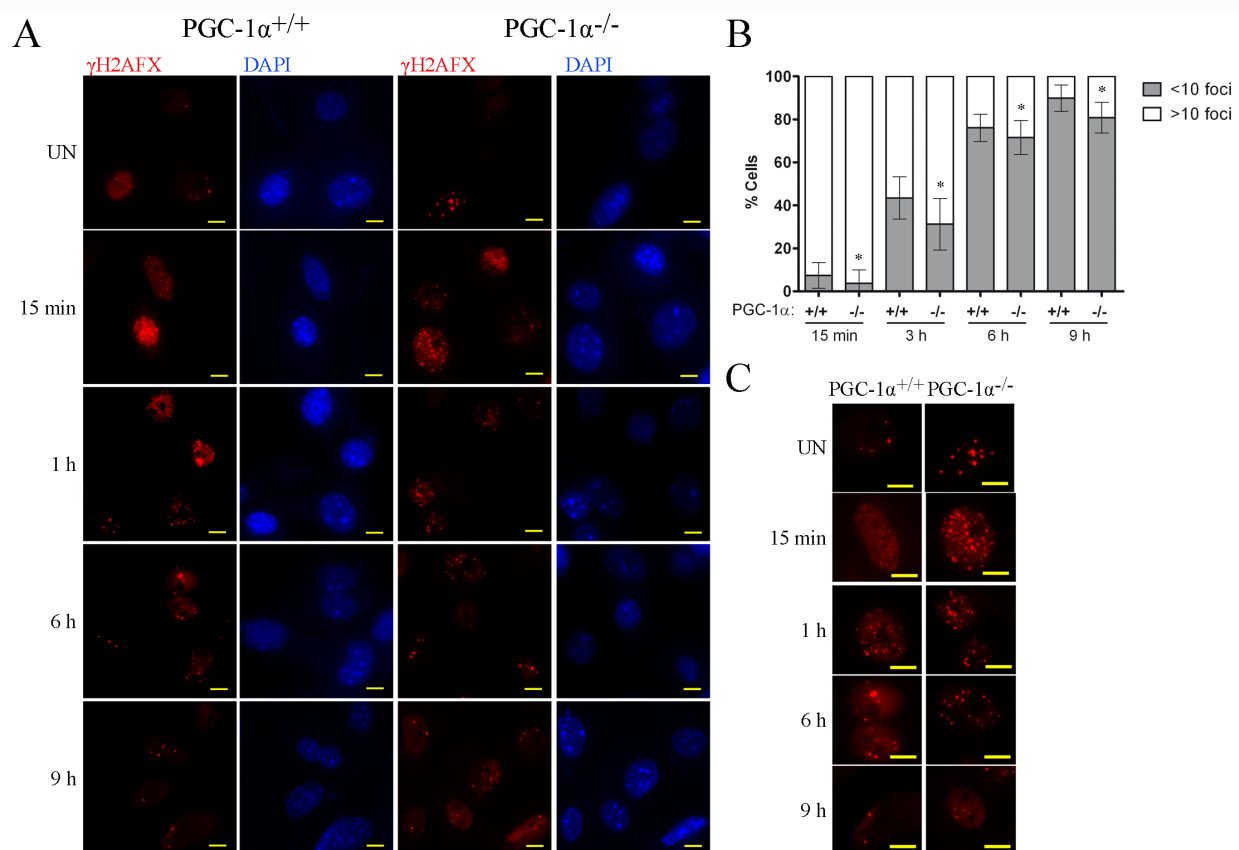 A
PGC-1α+/+ PGC-1α-/-
γH2AFX DAPI γH2AFX DAPI
UN
15 min
1 h
6 h
9 h
B
100
80
60
40
20
0
% Cells
<10 foci
>10 foci
* * * *
PGC-1α: +/+ -/- +/+ -/- +/+ -/- +/+ -/-
15 min 3 h 6 h 9 h
C
PGC-1α+/+ PGC-1α-/-
UN
15 min
1 h
6 h
9 h